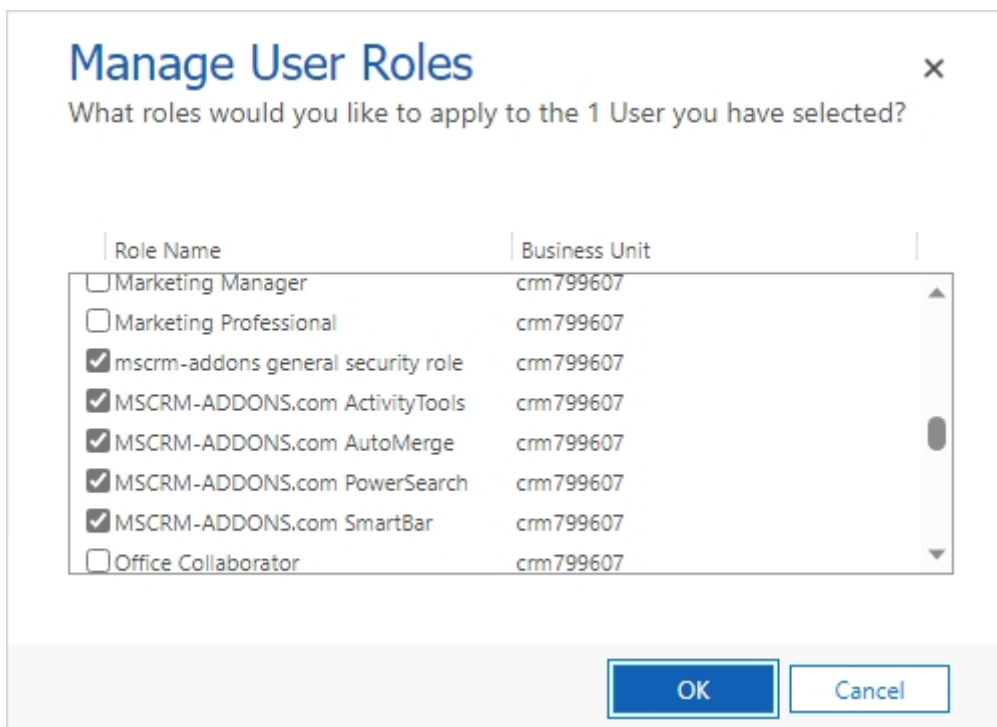 Manage User Roles
What roles would you like to apply to the 1 User you have selected?
Role Name Business Unit
Marketing Manager crm799607
Marketing Professional crm799607
mscrm-addons general security role crm799607
MSCRM-ADDONS.com ActivityTools crm799607
MSCRM-ADDONS.com AutoMerge crm799607
MSCRM-ADDONS.com PowerSearch crm799607
MSCRM-ADDONS.com SmartBar crm799607
Office Collaborator crm799607
OK Cancel